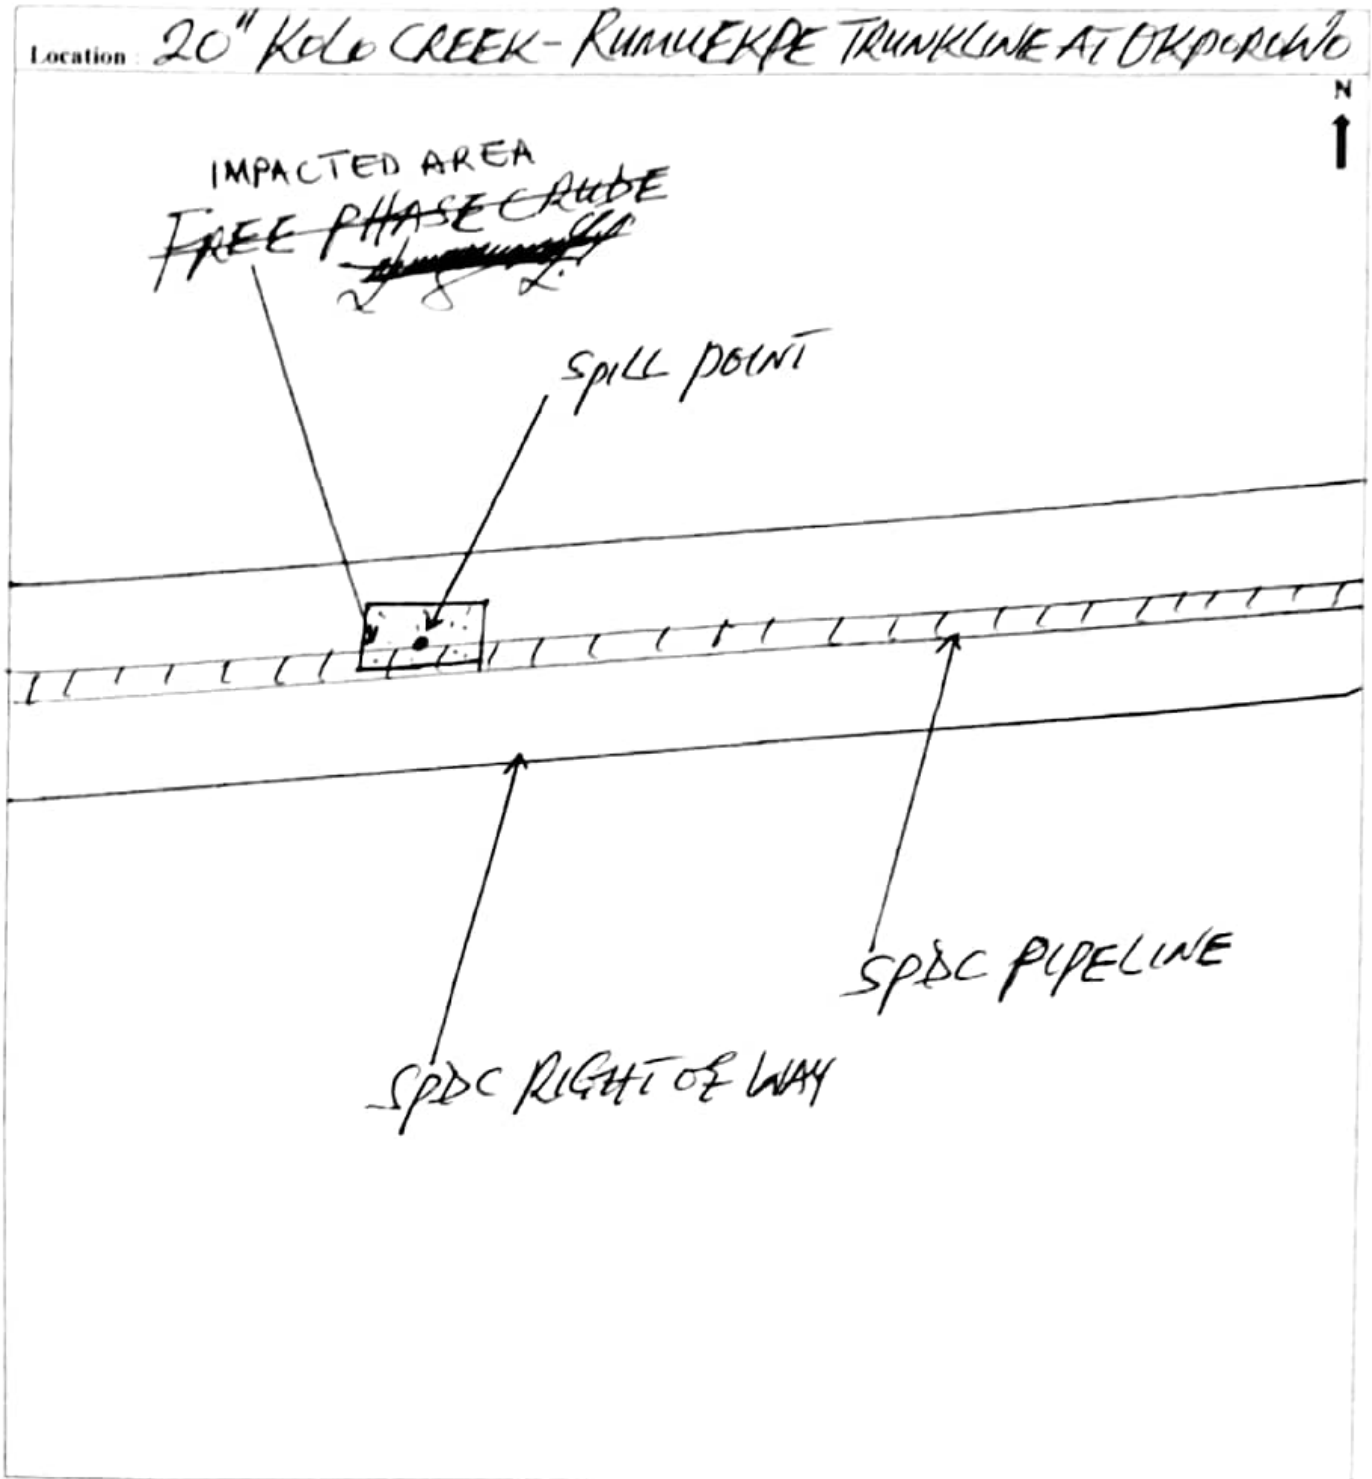 Location : 20" KOLO CREEK - RUMUEKPE TRUNKLINE AT OKPOROWO
N
IMPACTED AREA
FREE PHASE CRUDE
SPILL POINT
SPDC PIPELINE
SPDC RIGHT OF WAY